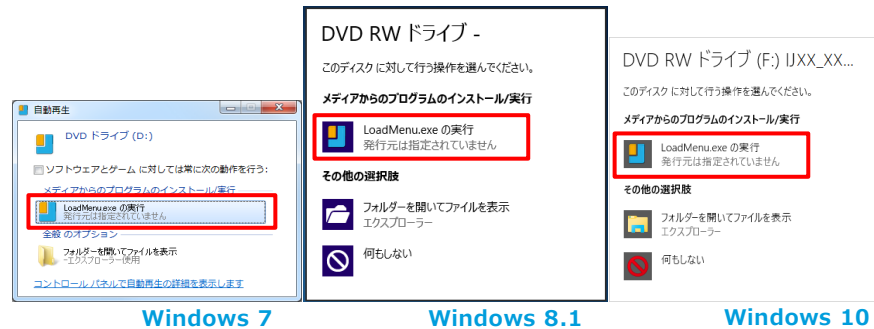 自動再生
DVD ドライブ (D:)
ソフトウェアとゲーム に対しては常に次の動作を行う:
メディアからのプログラムのインストール/実行
LoadMenu.exe の実行
発行元は指定されていません
全般 のオプション
フォルダーを開いてファイルを表示
-エクスプローラー使用
コントロール パネルで自動再生の詳細を表示します
Windows 7
DVD RW ドライブ -
このディスク に対して行う操作を選んでください。
メディアからのプログラムのインストール/実行
LoadMenu.exe の実行
発行元は指定されていません
その他の選択肢
フォルダーを開いてファイルを表示
エクスプローラー
何もしない
Windows 8.1
DVD RW ドライブ (F:) IJXX_XX...
このディスク に対して行う操作を選んでください。
メディアからのプログラムのインストール/実行
LoadMenu.exe の実行
発行元は指定されていません
その他の選択肢
フォルダーを開いてファイルを表示
エクスプローラー
何もしない
Windows 10